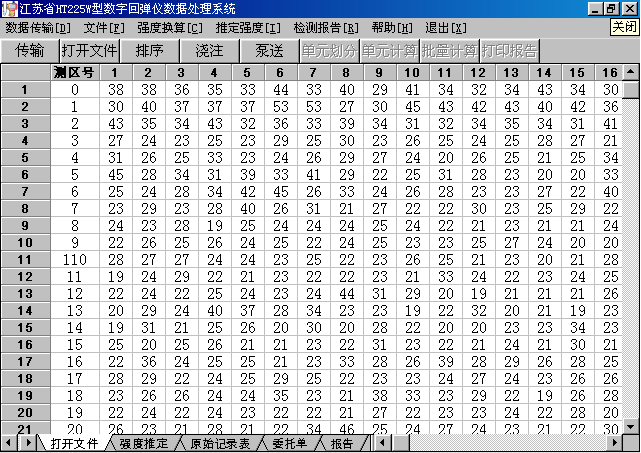 江苏省HT225W型数字回弹仪数据处理系统
关闭
数据传输[D] 文件[F] 强度换算[C] 推定强度[I] 检测报告[R] 帮助[H] 退出[X]
传输 打开文件 排序 浇注 泵送 单元划分 单元计算 批量计算 打印报告
测区号 1 2 3 4 5 6 7 8 9 10 11 12 13 14 15 16
1 0 38 38 36 35 33 44 33 40 29 41 34 32 34 43 34 30
2 1 30 40 37 37 37 53 53 27 30 45 43 42 43 40 42 36
3 2 43 35 34 43 32 36 33 39 34 31 32 34 35 34 31 41
4 3 27 24 23 25 23 29 25 30 23 26 25 24 25 28 27 21
5 4 31 26 25 33 23 24 26 29 27 24 20 26 25 21 25 34
6 5 45 28 34 31 39 33 41 29 22 25 31 28 23 20 20 33
7 6 25 24 28 34 42 45 26 33 24 26 28 23 23 27 22 40
8 7 23 29 23 28 40 26 31 21 27 22 22 30 23 25 29 22
9 8 24 23 28 19 25 24 24 24 25 24 22 21 23 21 21 24
10 9 22 26 25 26 24 25 22 24 25 23 23 25 27 24 20 20
11 110 28 27 27 24 24 23 25 22 23 26 25 21 23 20 28 21
12 11 19 24 29 22 21 23 22 22 23 21 33 24 22 23 24 25
13 12 22 24 22 25 24 23 24 44 31 29 20 19 21 21 21 26
14 13 20 29 24 40 37 28 34 23 23 19 22 32 20 21 19 23
15 14 19 31 21 25 26 20 30 20 28 22 20 20 23 23 34 23
16 15 25 20 25 26 21 21 23 22 31 23 22 21 24 21 30 21
17 16 22 36 24 25 25 21 23 33 28 26 39 28 29 26 28 25
18 17 28 29 22 24 25 29 25 22 23 23 24 27 24 23 26 26
19 18 23 26 26 24 24 35 23 21 38 33 23 29 22 19 26 28
20 19 22 24 22 24 23 22 22 21 27 22 23 23 24 22 28 20
21 20 26 23 21 28 21 22 34 46 25 24 27 24 23 21 22 30
打开文件 强度推定 原始记录表 委托单 报告